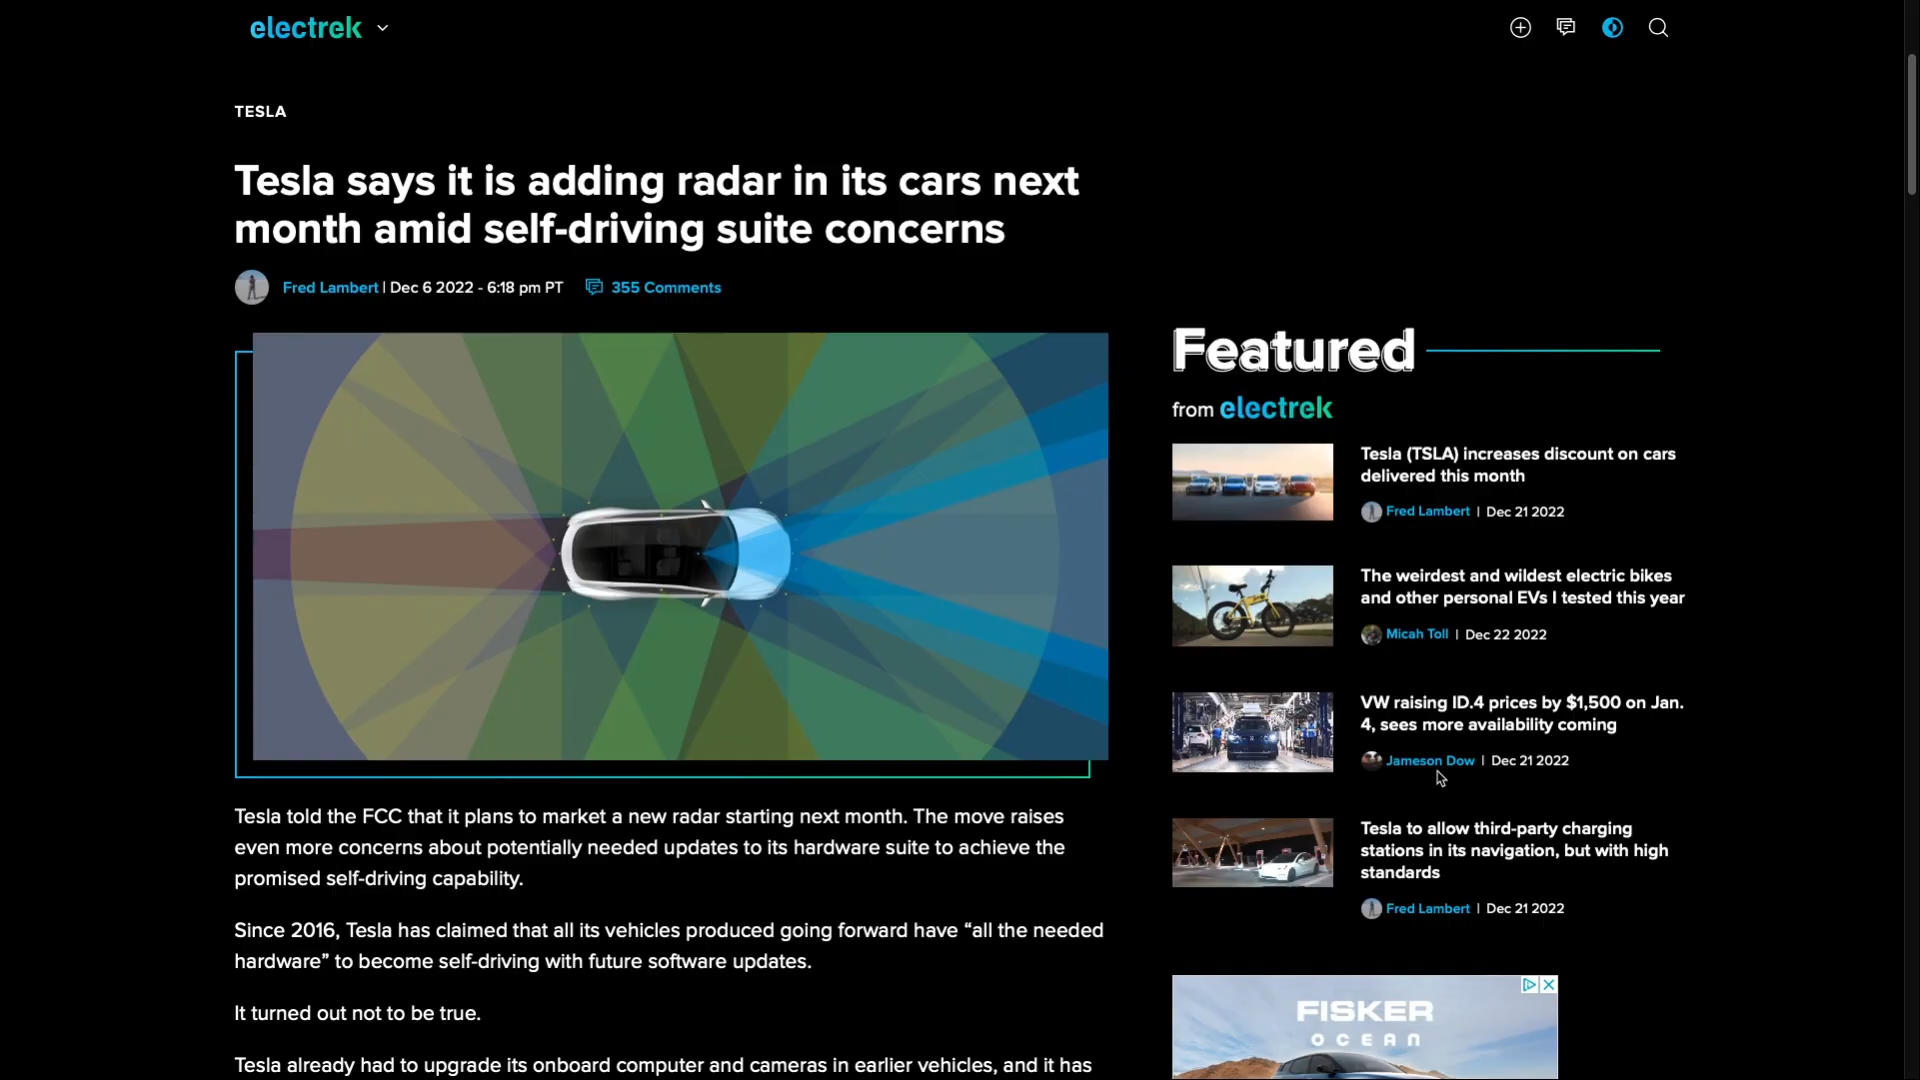 electrek
TESLA
Tesla says it is adding radar in its cars next
month amid self-driving suite concerns
Fred Lambert | Dec 6 2022 - 6:18 pm PT 355 Comments
Featured
from electrek
Tesla (TSLA) increases discount on cars
delivered this month
Fred Lambert | Dec 21 2022
The weirdest and wildest electric bikes
and other personal EVs I tested this year
Micah Toll | Dec 22 2022
VW raising ID.4 prices by $1,500 on Jan.
4, sees more availability coming
Jameson Dow | Dec 21 2022
Tesla to allow third-party charging
stations in its navigation, but with high
standards
Fred Lambert | Dec 21 2022
FISKER
OCEAN
Tesla told the FCC that it plans to market a new radar starting next month. The move raises
even more concerns about potentially needed updates to its hardware suite to achieve the
promised self-driving capability.
Since 2016, Tesla has claimed that all its vehicles produced going forward have “all the needed
hardware” to become self-driving with future software updates.
It turned out not to be true.
Tesla already had to upgrade its onboard computer and cameras in earlier vehicles, and it has